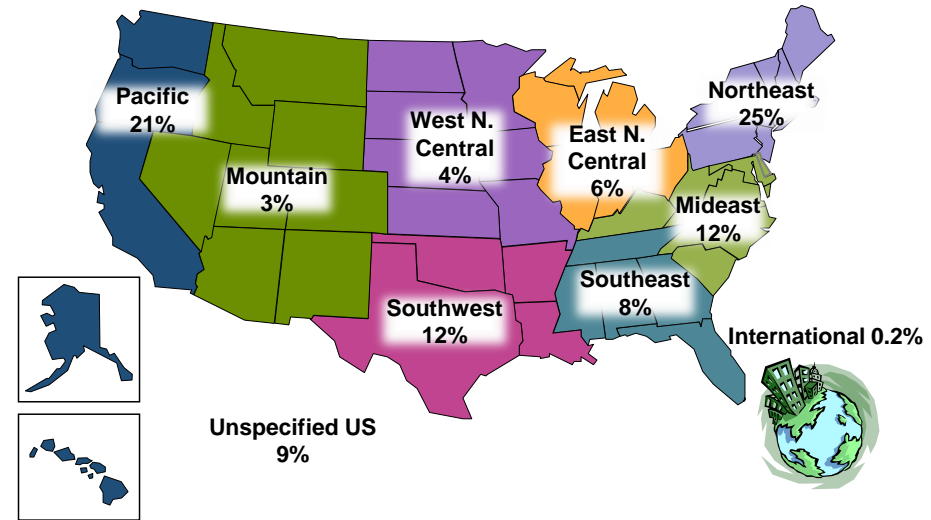 Pacific
21%
Mountain
3%
West N.
Central
4%
East N.
Central
6%
Northeast
25%
Mideast
12%
Southwest
12%
Southeast
8%
International 0.2%
Unspecified US
9%